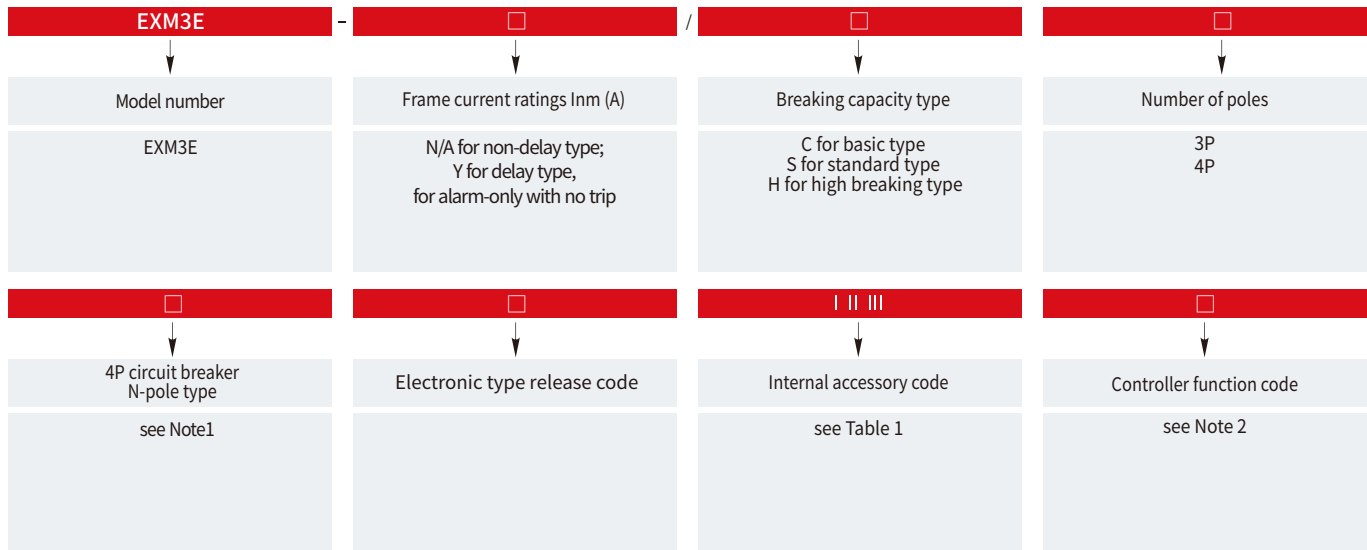 EXM3E - □ / □ □
Model number
Frame current ratings Inm (A)
Breaking capacity type
Number of poles
EXM3E
N/A for non-delay type;
Y for delay type,
for alarm-only with no trip
C for basic type
S for standard type
H for high breaking type
3P
4P
□ □ I II III □
4P circuit breaker
N-pole type
Electronic type release code
Internal accessory code
Controller function code
see Note1
see Table 1
see Note 2